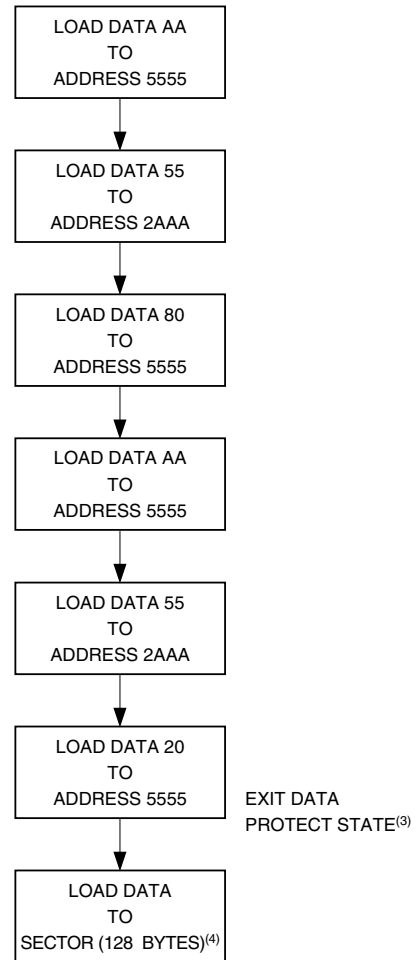 LOAD DATA AA
TO
ADDRESS 5555
LOAD DATA 55
TO
ADDRESS 2AAA
LOAD DATA 80
TO
ADDRESS 5555
LOAD DATA AA
TO
ADDRESS 5555
LOAD DATA 55
TO
ADDRESS 2AAA
LOAD DATA 20
TO
ADDRESS 5555
EXIT DATA
PROTECT STATE(3)
LOAD DATA
TO
SECTOR (128 BYTES)(4)